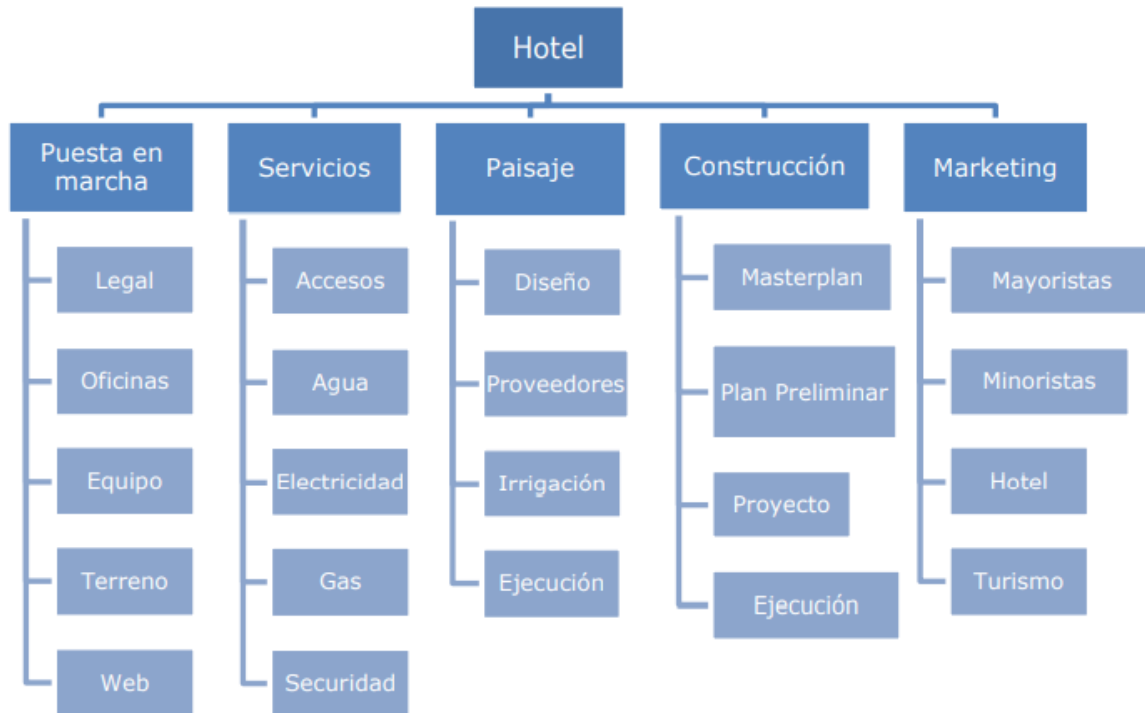 Hotel
Puesta en
marcha
Servicios
Paisaje
Construcción
Marketing
Legal
Oficinas
Equipo
Terreno
Web
Accesos
Agua
Electricidad
Gas
Securidad
Diseño
Proveedores
Irrigación
Ejecución
Masterplan
Plan Preliminar
Proyecto
Ejecución
Mayoristas
Minoristas
Hotel
Turismo